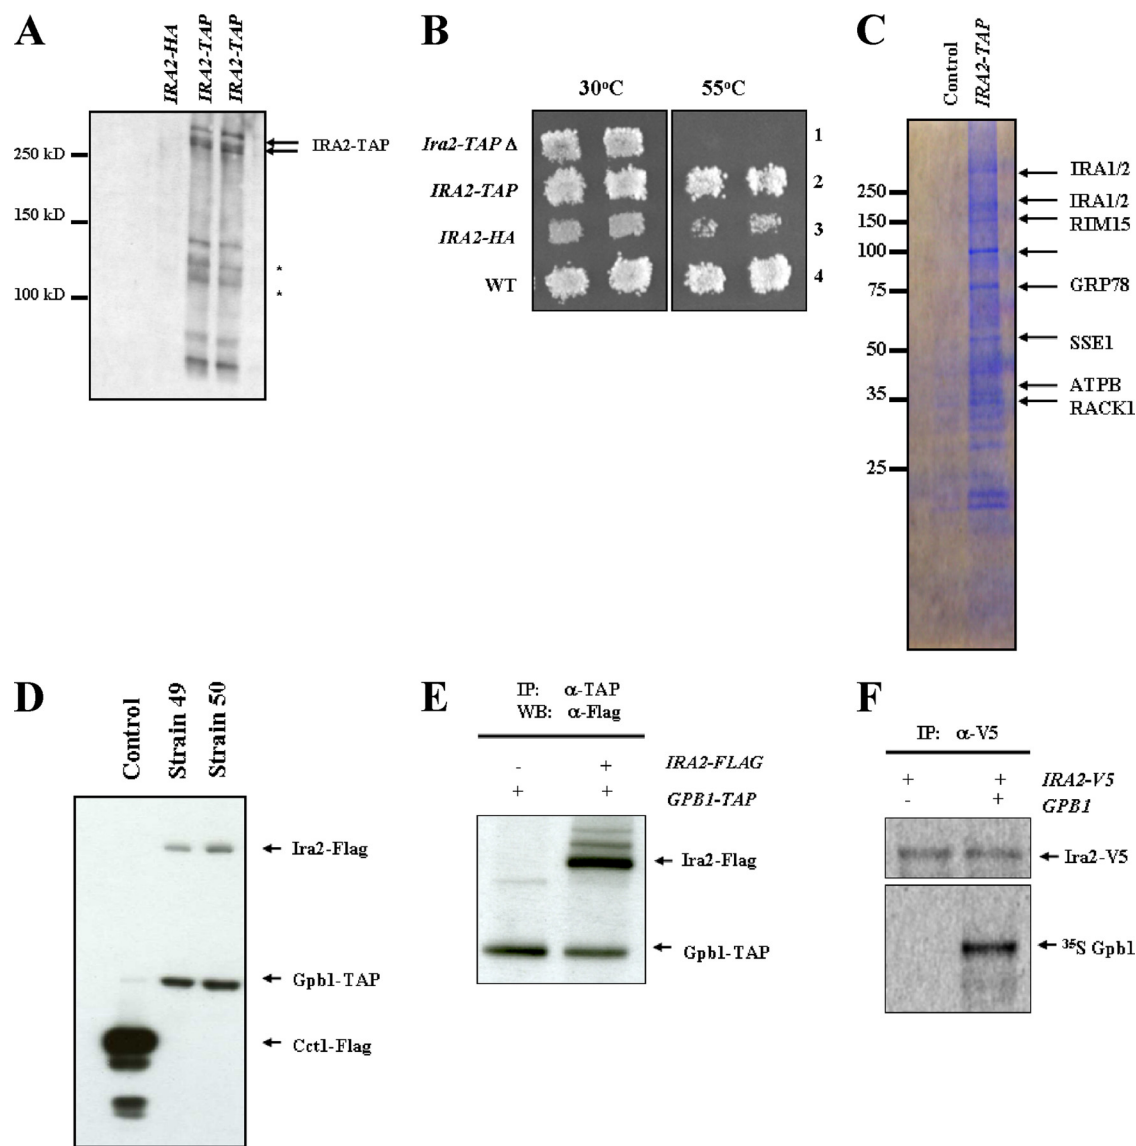 A
IRA2-HA
IRA2-TAP
IRA2-TAP
250 kD
150 kD
100 kD
IRA2-TAP
*
*
B
30°C 55°C
Ira2-TAP Δ 1
IRA2-TAP 2
IRA2-HA 3
WT 4
C
Control
IRA2-TAP
250
150
100
75
50
35
25
IRA1/2
IRA1/2
RIM15
GRP78
SSE1
ATPB
RACK1
D
Control
Strain 49
Strain 50
Ira2-Flag
Gpb1-TAP
Cct1-Flag
E
IP: α-TAP
WB: α-Flag
- + IRA2-FLAG
+ + GPB1-TAP
Ira2-Flag
Gpb1-TAP
F
IP: α-V5
+ + IRA2-V5
- + GPB1
Ira2-V5
35S Gpb1